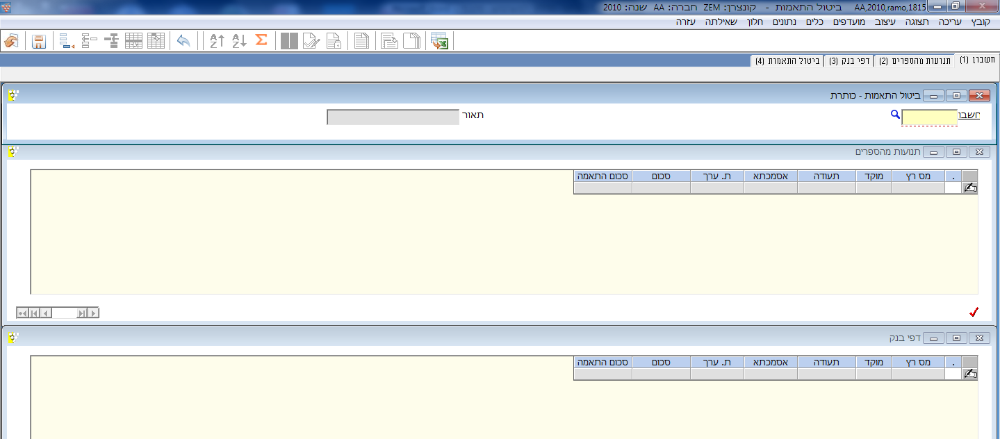 AA,2010,ramo,1815 ביטול התאמות - קונצרן: ZEM חברה: AA שנה: 2010
קובץ עריכה תצוגה עיצוב מועדפים כלים נתונים חלון שאילתה עזרה
חשבון (1) תנועות מהספרים (2) דפי בנק (3) ביטול התאמות (4)
ביטול התאמות - כותרת
חשבו תאור
תנועות מהספרים
. מס רץ מוקד תעודה אסמכתא ת. ערך סכום סכום התאמה
דפי בנק
. מס רץ מוקד תעודה אסמכתא ת. ערך סכום סכום התאמה